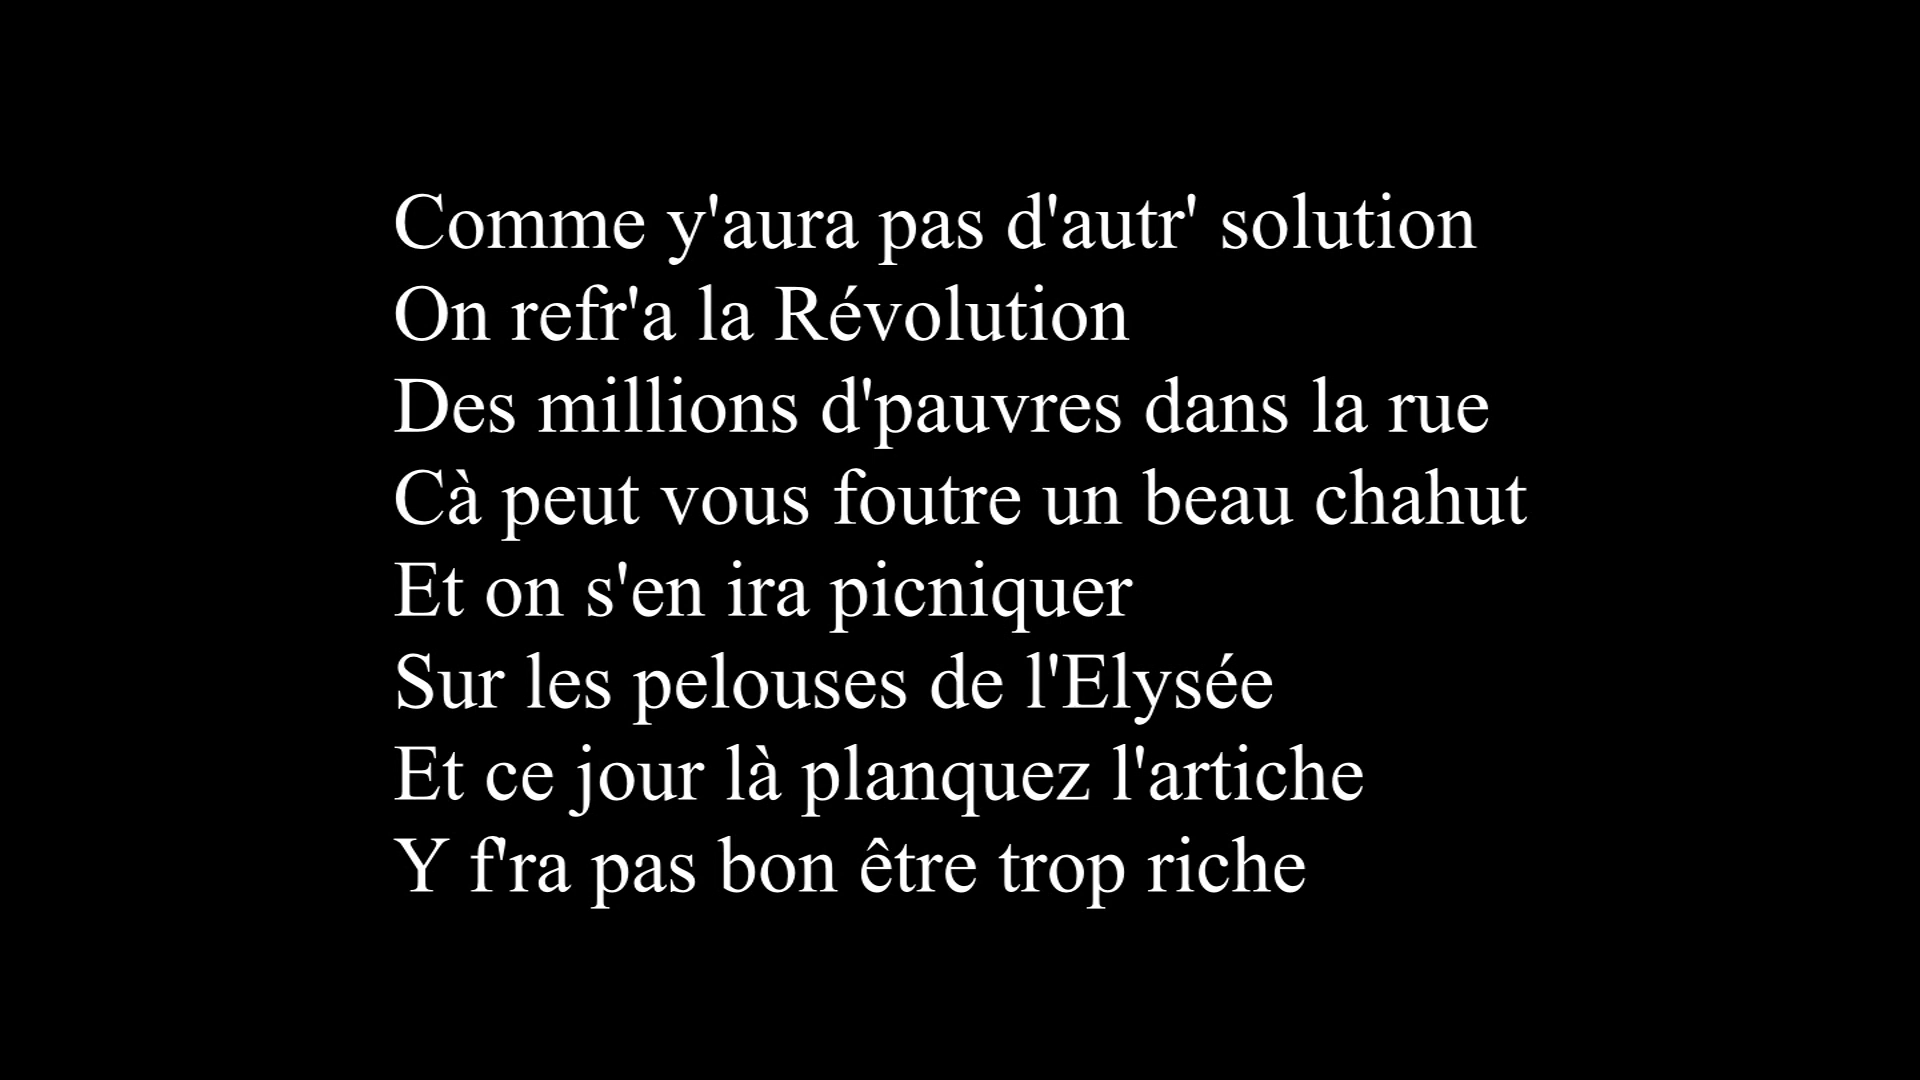 Comme y'aura pas d'autr' solution
On refr'a la Révolution
Des millions d'pauvres dans la rue
Cà peut vous foutre un beau chahut
Et on s'en ira picniquer
Sur les pelouses de l'Elysée
Et ce jour là planquez l'artiche
Y f'ra pas bon être trop riche